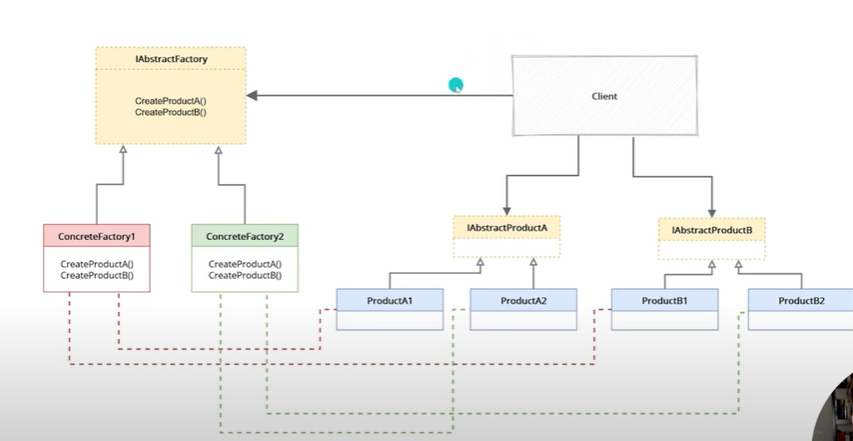 IAbstractFactory
CreateProductA()
CreateProductB()
Client
ConcreteFactory1
CreateProductA()
CreateProductB()
ConcreteFactory2
CreateProductA()
CreateProductB()
IAbstractProductA
IAbstractProductB
ProductA1
ProductA2
ProductB1
ProductB2